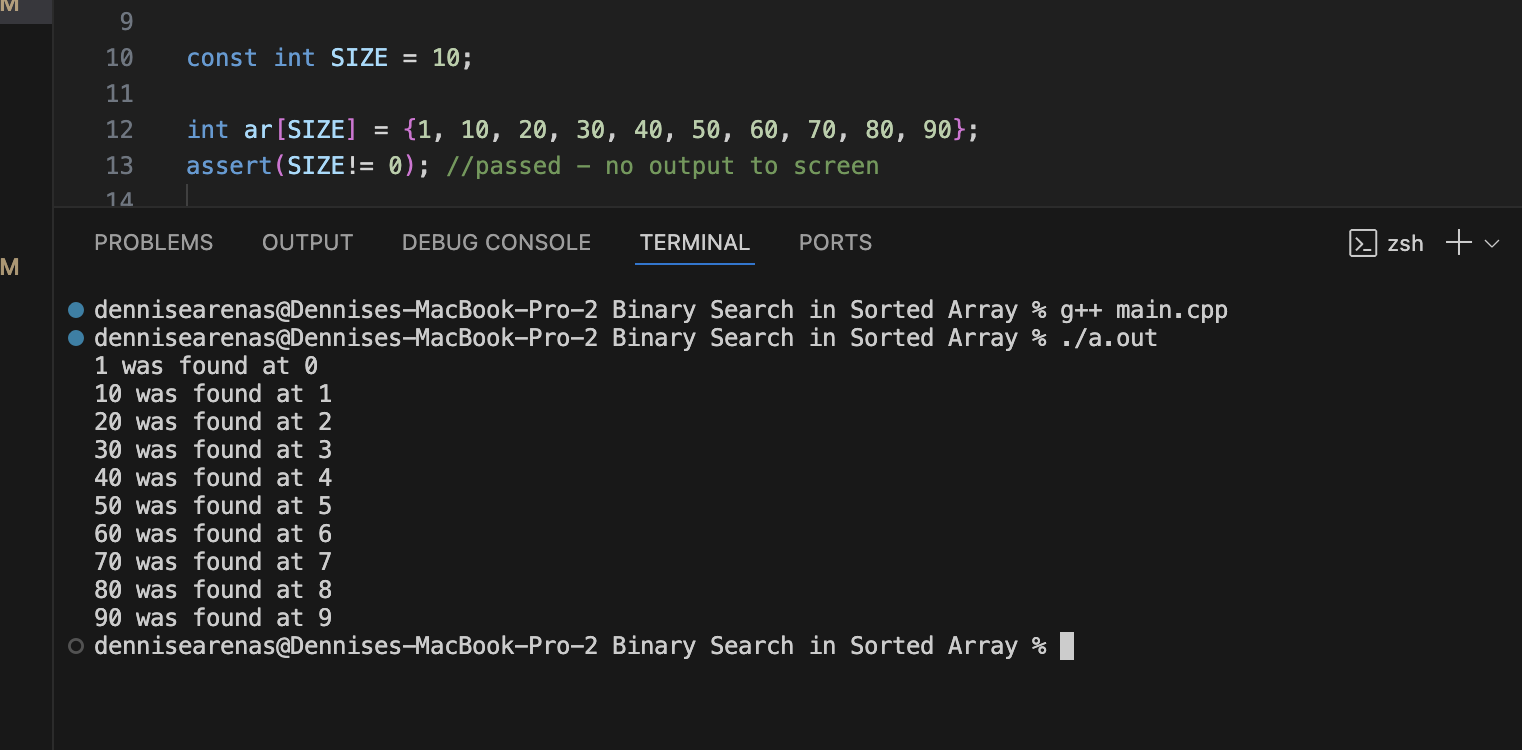 M
9
10 const int SIZE = 10;
11
12 int ar[SIZE] = {1, 10, 20, 30, 40, 50, 60, 70, 80, 90};
13 assert(SIZE!= 0); //passed - no output to screen
14
PROBLEMS OUTPUT DEBUG CONSOLE TERMINAL PORTS zsh
M
dennisearenas@Dennises-MacBook-Pro-2 Binary Search in Sorted Array % g++ main.cpp
dennisearenas@Dennises-MacBook-Pro-2 Binary Search in Sorted Array % ./a.out
1 was found at 0
10 was found at 1
20 was found at 2
30 was found at 3
40 was found at 4
50 was found at 5
60 was found at 6
70 was found at 7
80 was found at 8
90 was found at 9
dennisearenas@Dennises-MacBook-Pro-2 Binary Search in Sorted Array %